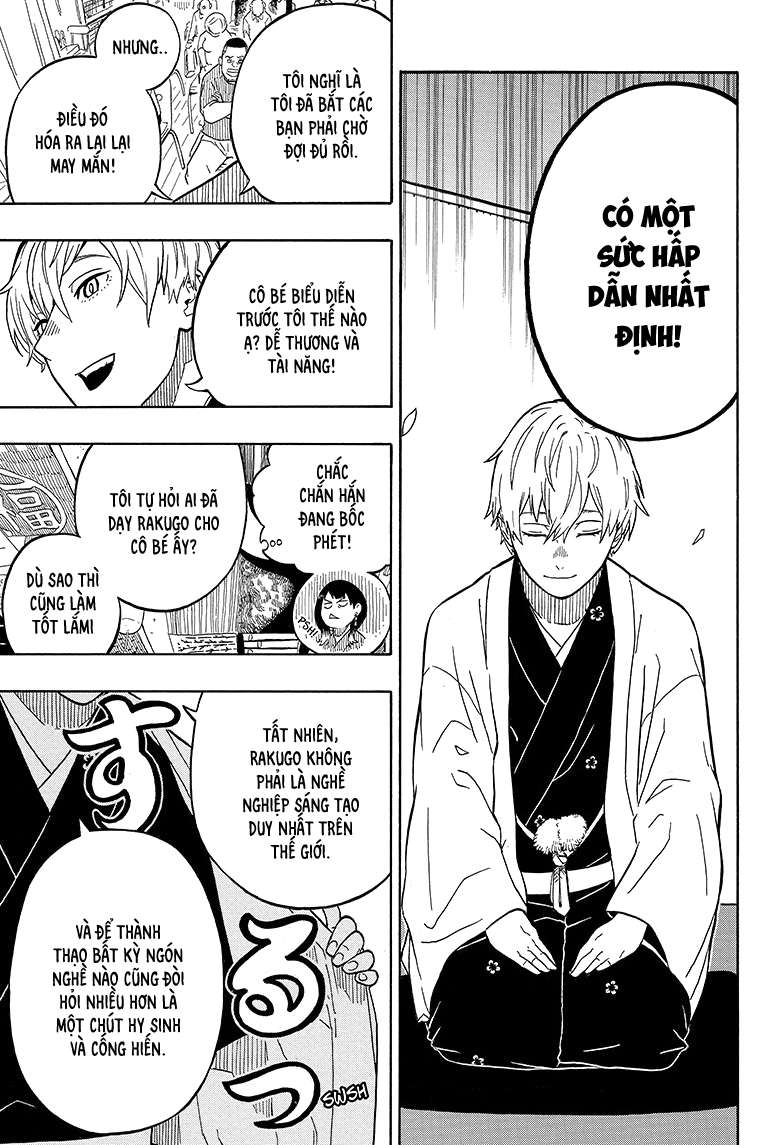 CÓ MỘT
SỨC HẤP
DẪN NHẤT
ĐỊNH!
TÔI NGHĨ LÀ
TÔI ĐÃ BẮT CÁC
BẠN PHẢI CHỜ
ĐỢI ĐỦ RỒI.
NHƯNG..
ĐIỀU ĐÓ
HÓA RA LẠI LẠI
MAY MẮN!
CÔ BÉ BIỂU DIỄN
TRƯỚC TÔI THẾ NÀO
Ạ? DỄ THƯƠNG VÀ
TÀI NĂNG!
CHẮC
CHẮN HẮN
ĐANG BỐC
PHÉT!
PSHI
TÔI TỰ HỎI AI ĐÃ
DẠY RAKUGO CHO
CÔ BÉ ẤY?
DÙ SAO THÌ
CŨNG LÀM
TỐT LẮM!
TẤT NHIÊN,
RAKUGO KHÔNG
PHẢI LÀ NGHỀ
NGHIỆP SÁNG TẠO
DUY NHẤT TRÊN
THẾ GIỚI.
するっ
SWSH
VÀ ĐỂ THÀNH
THẠO BẤT KỲ NGÓN
NGHỀ NÀO CŨNG ĐÒI
HỎI NHIỀU HƠN LÀ
MỘT CHÚT HY SINH
VÀ CỐNG HIẾN.